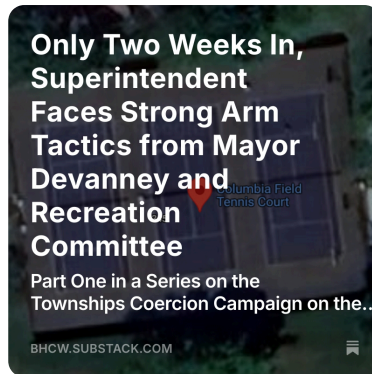 Only Two Weeks In,
Superintendent
Faces Strong Arm
Tactics from Mayor
Devanney and
Recreation
Committee
Columbia Field
Tennis Court
Part One in a Series on the
Townships Coercion Campaign on the...
BHCW.SUBSTACK.COM